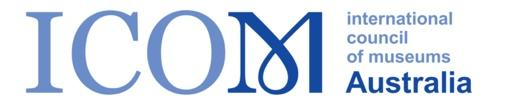 ICOM
international
council
of museums
Australia